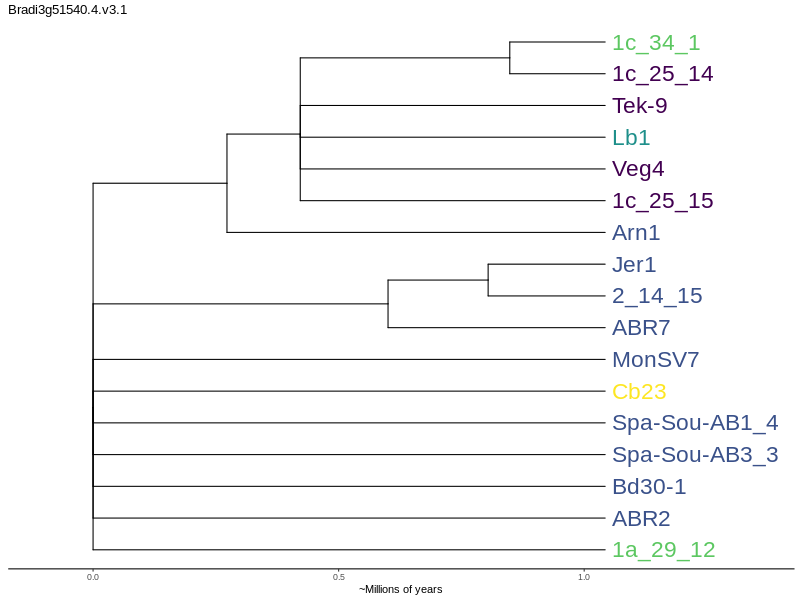 Bradi3g51540.4.v3.1
1c_34_1
1c_25_14
Tek-9
Lb1
Veg4
1c_25_15
Arn1
Jer1
2_14_15
ABR7
MonSV7
Cb23
Spa-Sou-AB1_4
Spa-Sou-AB3_3
Bd30-1
ABR2
1a_29_12
0.0 0.5 1.0
~Millions of years